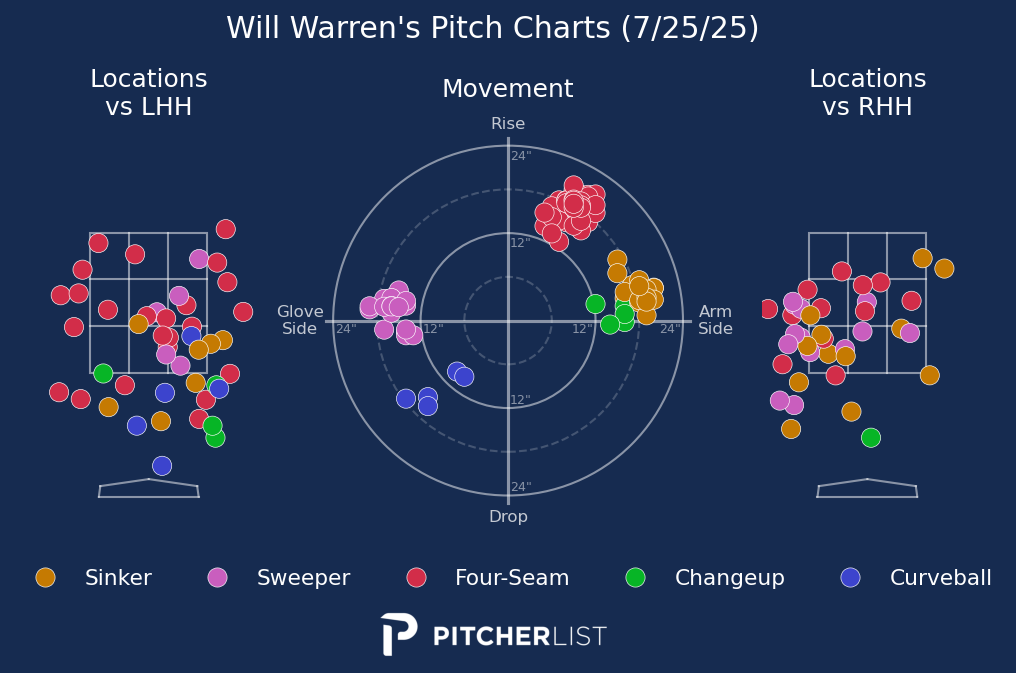 Will Warren's Pitch Charts (7/25/25)
Locations
vs LHH
Movement
Locations
vs RHH
Rise
24"
12"
Glove
Side
24"
12"
12"
24"
Arm
Side
12"
24"
Drop
Sinker
Sweeper
Four-Seam
Changeup
Curveball
PITCHERLIST